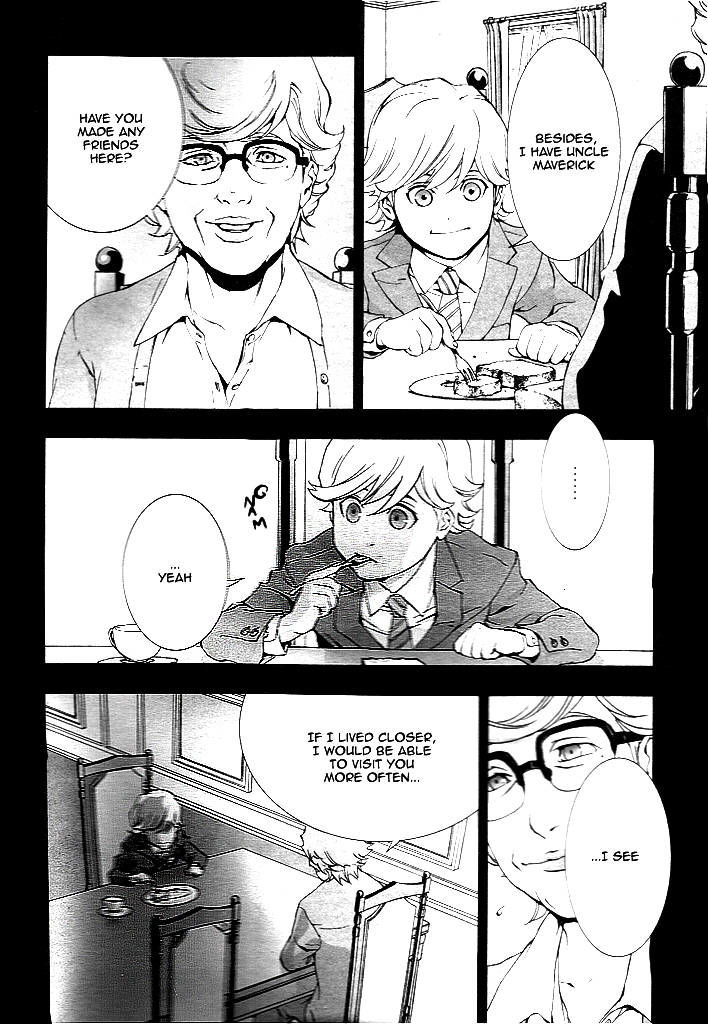 BESIDES,
I HAVE UNCLE
MAVERICK
HAVE YOU
MADE ANY
FRIENDS
HERE?
......
NOM
...
YEAH
...I SEE
IF I LIVED CLOSER,
I WOULD BE ABLE
TO VISIT YOU
MORE OFTEN...